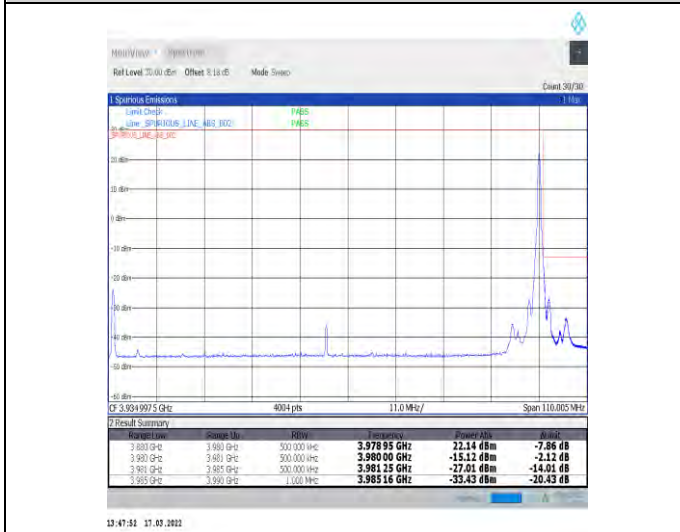 MultiView Spectrum
Ref Level 30.00 dBm Offset 8.18 dB Mode Sweep
Count 30/30
1 Spurious Emissions
Limit Check PASS
Line _SPURIOUS_LINE_ABS_ PASS
20 dBm
10 dBm
0 dBm
-10 dBm
-20 dBm
-30 dBm
-40 dBm
-50 dBm
-60 dBm
CF 3.9349975 GHz 4004 pts 11.0 MHz/ Span 110.005 MHz
2 Result Summary
Range Low Range Up RBW Frequency Power Abs ΔLimit
3.880 GHz 3.980 GHz 500.000 kHz 3.97895 GHz 22.14 dBm -7.86 dB
3.980 GHz 3.981 GHz 500.000 kHz 3.98000 GHz -15.12 dBm -2.12 dB
3.981 GHz 3.985 GHz 500.000 kHz 3.98125 GHz -27.01 dBm -14.01 dB
3.985 GHz 3.990 GHz 1.000 MHz 3.98516 GHz -33.43 dBm -20.43 dB
13:47:52 17.03.2022